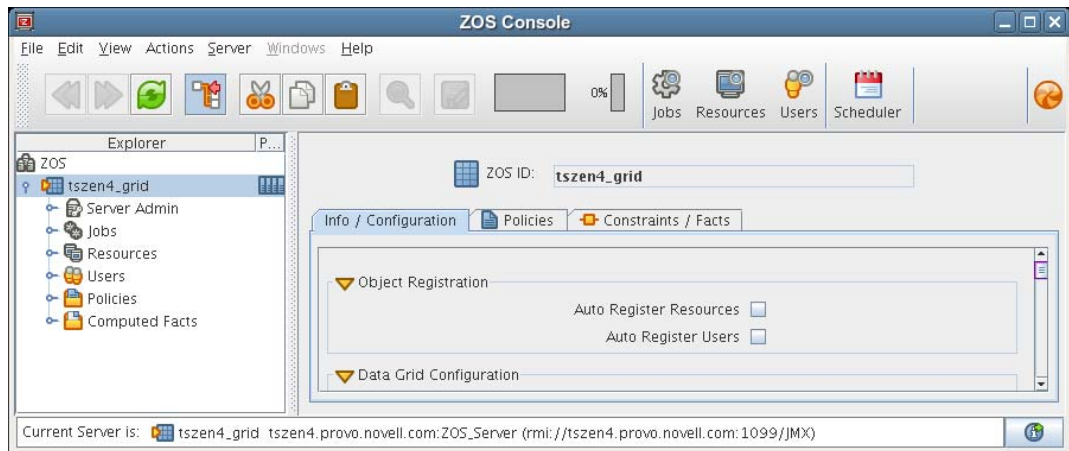 ZOS Console
File Edit View Actions Server Windows Help
0%
Jobs Resources Users Scheduler
Explorer P...
ZOS
tszen4_grid
Server Admin
Jobs
Resources
Users
Policies
Computed Facts
ZOS ID: tszen4_grid
Info / Configuration Policies Constraints / Facts
Object Registration
Auto Register Resources
Auto Register Users
Data Grid Configuration
Current Server is: tszen4_grid tszen4.provo.novell.com:ZOS_Server (rmi://tszen4.provo.novell.com:1099/JMX)